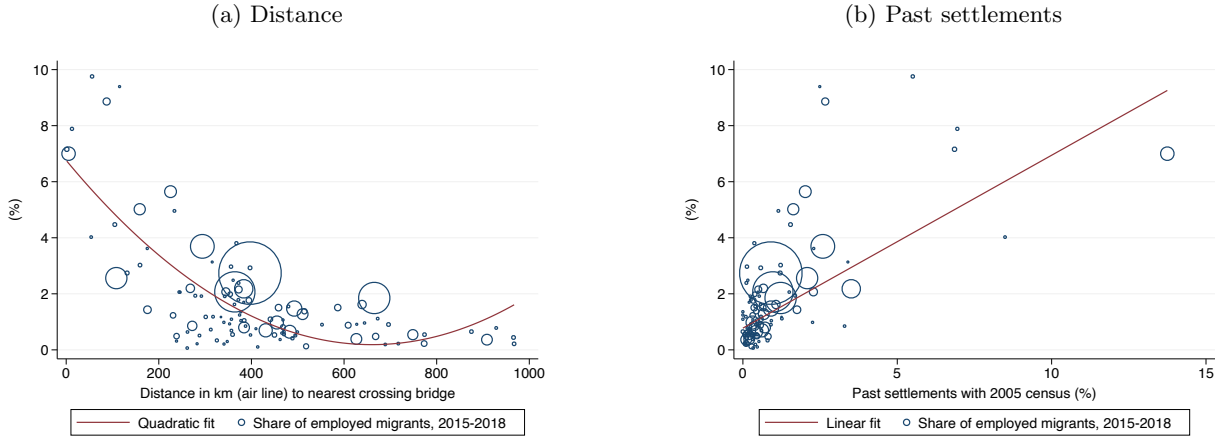 (a) Distance
10
8
6
4
2
0
(%)
0 200 400 600 800 1000
Distance in km (air line) to nearest crossing bridge
Quadratic fit Share of employed migrants, 2015-2018
(b) Past settlements
10
8
6
4
2
0
(%)
0 5 10 15
Past settlements with 2005 census (%)
Linear fit Share of employed migrants, 2015-2018